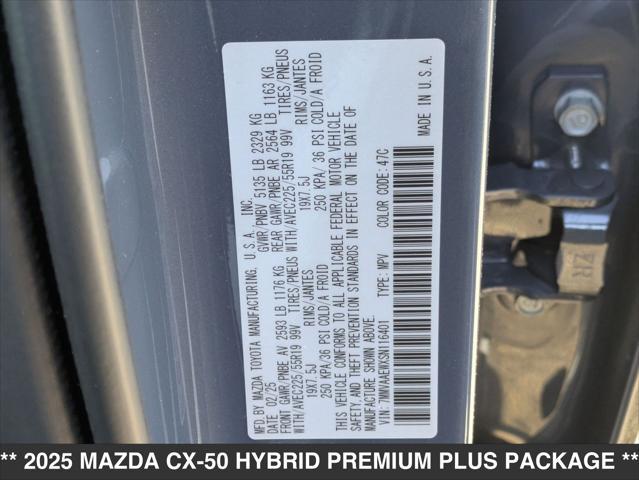 MFD. BY MAZDA TOYOTA MANUFACTURING, U.S.A., INC.
DATE: 02/25 GVWR/PNBV 5135 LB 2329 KG
FRONT GAWR/PNBE AV 2593 LB 1176 KG REAR GAWR/PNBE AR 2564 LB 1163 KG
WITH/AVEC225/55R19 99V TIRES/PNEUS WITH/AVEC225/55R19 99V TIRES/PNEUS
19X7.5J RIMS/JANTES 19X7.5J RIMS/JANTES
250 KPA/36 PSI COLD/A FROID 250 KPA/ 36 PSI COLD/A FROID
THIS VEHICLE CONFORMS TO ALL APPLICABLE FEDERAL MOTOR VEHICLE
SAFETY,AND THEFT PREVENTION STANDARDS IN EFFECT ON THE DATE OF
MANUFACTURE SHOWN ABOVE.
VIN: 7MMVAAEWXSN116401 TYPE: MPV COLOR CODE: 47C
MADE IN U.S.A.
** 2025 MAZDA CX-50 HYBRID PREMIUM PLUS PACKAGE **